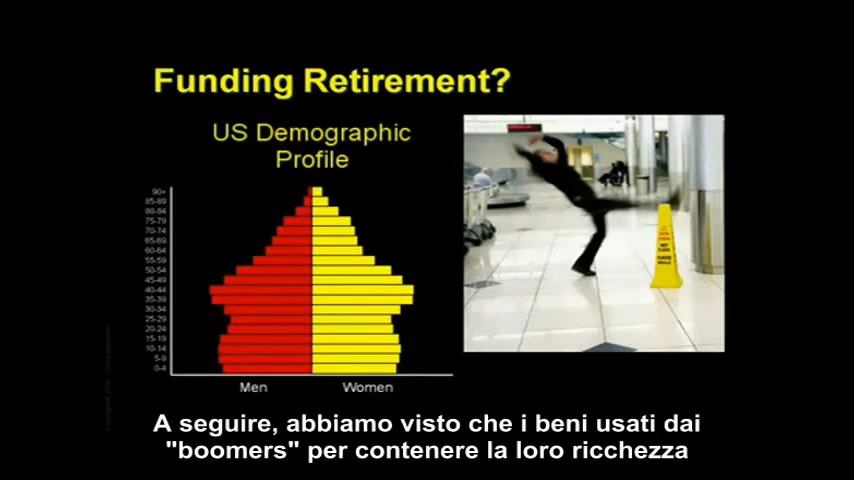 Funding Retirement?
US Demographic
Profile
90+
85-89
80-84
75-79
70-74
65-69
60-64
55-59
50-54
45-49
40-44
35-39
30-34
25-29
20-24
15-19
10-14
5-9
0-4
Men
Women
A seguire, abbiamo visto che i beni usati dai
"boomers" per contenere la loro ricchezza